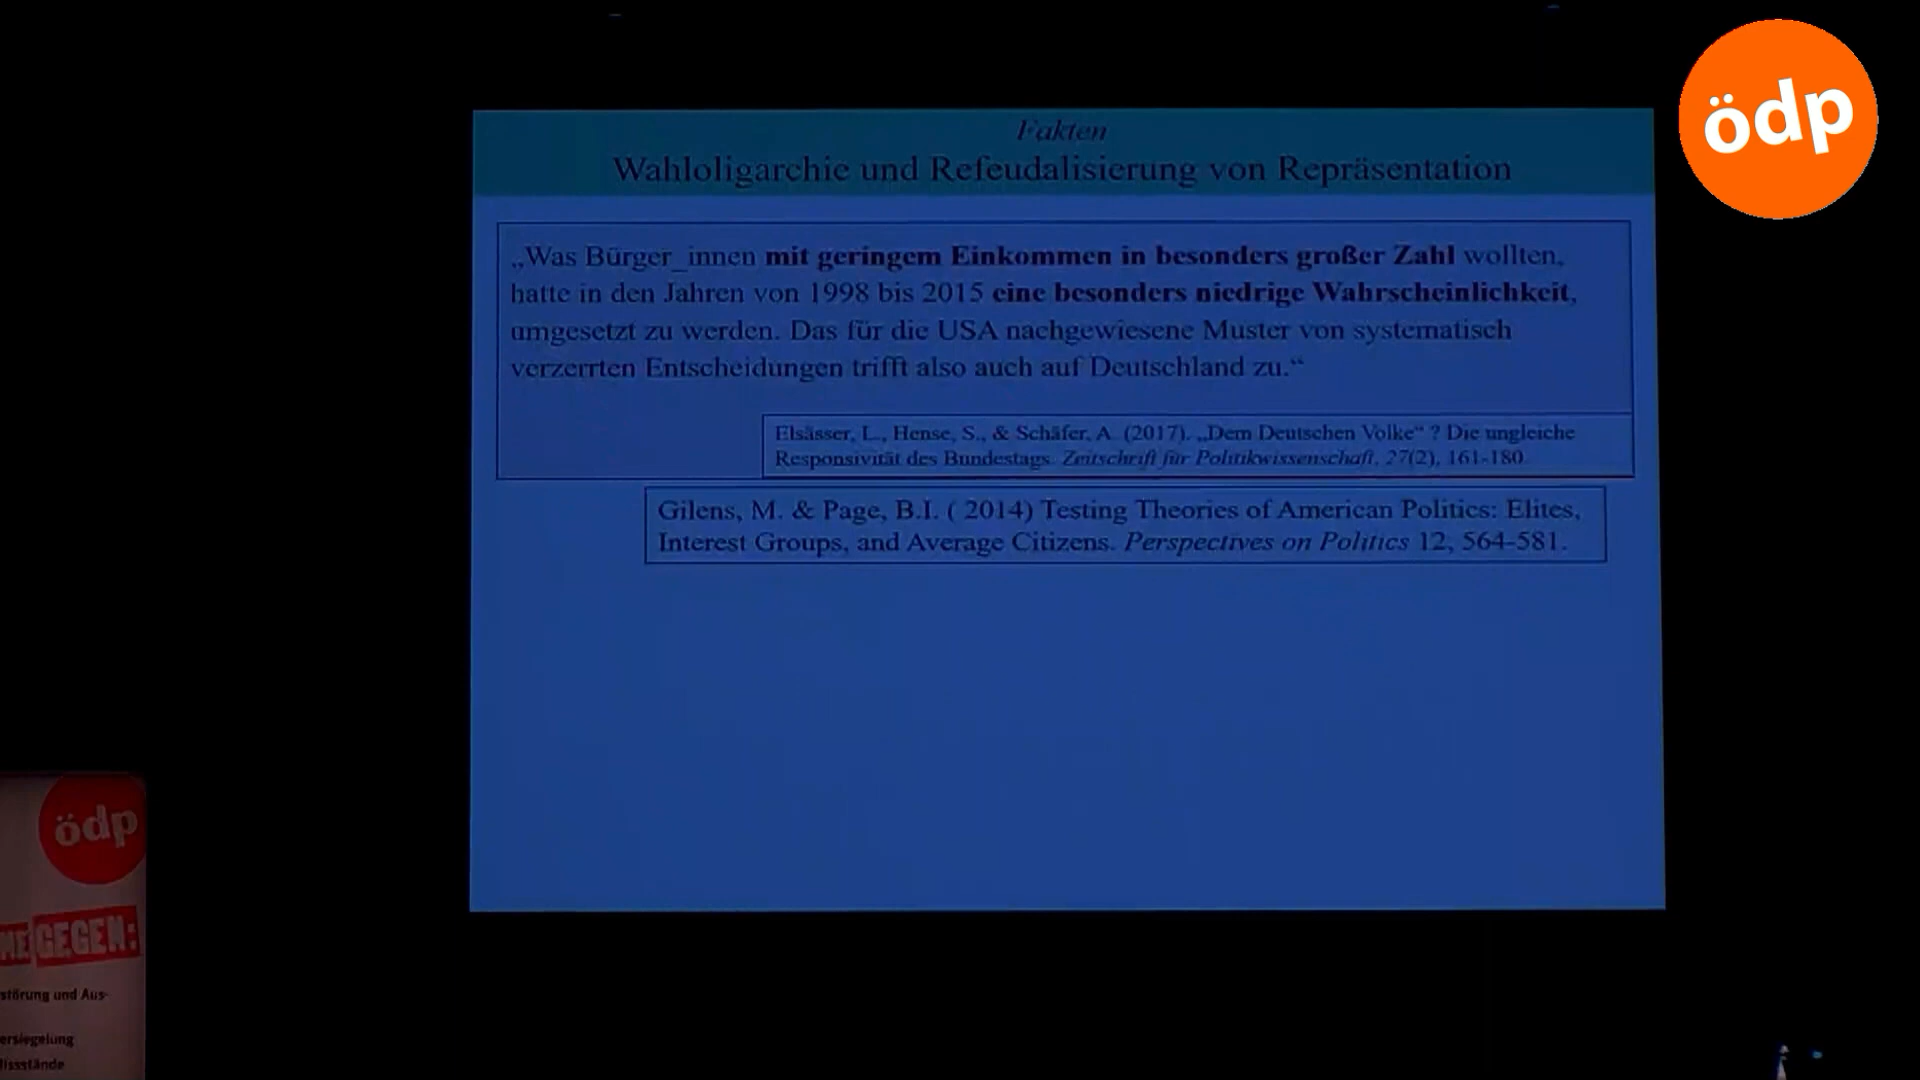 ödp
Fakten
Wahloligarchie und Refeudalisierung von Repräsentation
„Was Bürger_innen mit geringem Einkommen in besonders großer Zahl wollten,
hatte in den Jahren von 1998 bis 2015 eine besonders niedrige Wahrscheinlichkeit,
umgesetzt zu werden. Das für die USA nachgewiesene Muster von systematisch
verzerrten Entscheidungen trifft also auch auf Deutschland zu.“
Elsässer, L., Hense, S., & Schäfer, A. (2017). „Dem Deutschen Volke“ ? Die ungleiche
Responsivität des Bundestags. Zeitschrift für Politikwissenschaft, 27(2), 161-180.
Gilens, M. & Page, B.I. ( 2014) Testing Theories of American Politics: Elites,
Interest Groups, and Average Citizens. Perspectives on Politics 12, 564-581.
ödp
ME GEGEN:
störung und Aus-
ersiegelung
lissstände